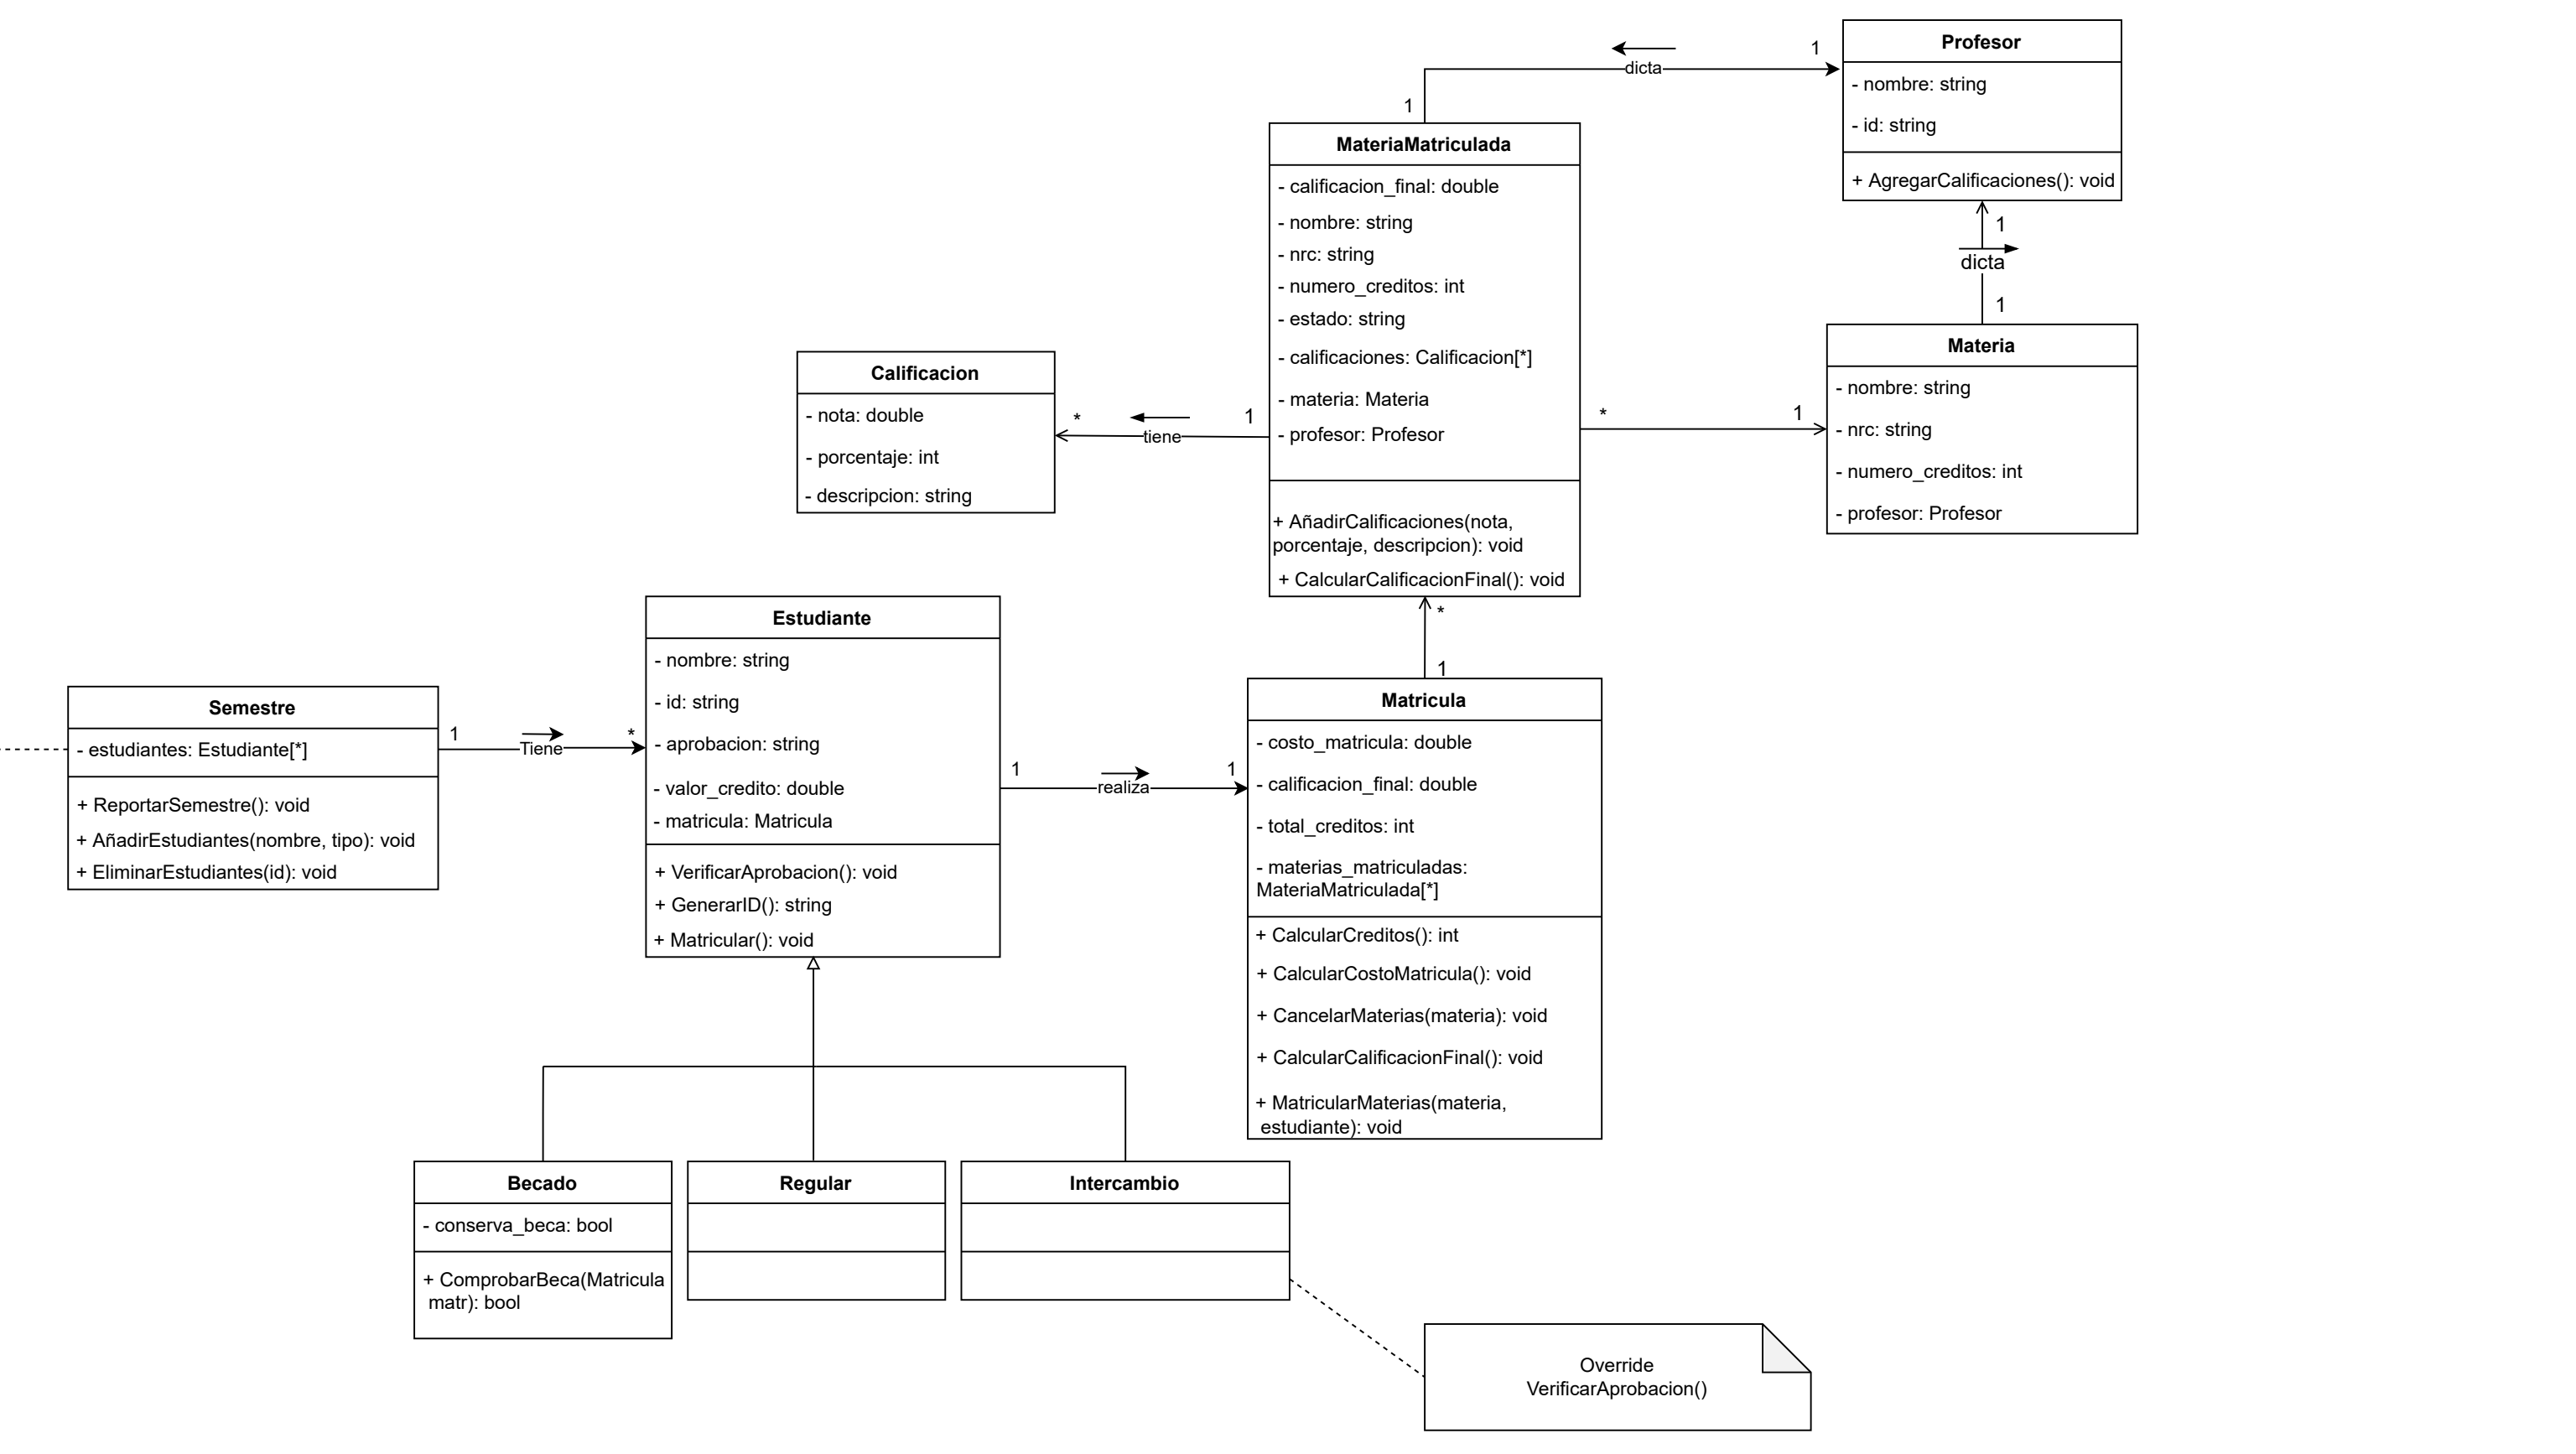 dicta
1
1
Profesor
- nombre: string
- id: string
+ AgregarCalificaciones(): void
1
dicta
1
MateriaMatriculada
- calificacion_final: double
- nombre: string
- nrc: string
- numero_creditos: int
- estado: string
- calificaciones: Calificacion[*]
- materia: Materia
- profesor: Profesor
+ AñadirCalificaciones(nota,
porcentaje, descripcion): void
+ CalcularCalificacionFinal(): void
Materia
- nombre: string
- nrc: string
- numero_creditos: int
- profesor: Profesor
*
1
Calificacion
- nota: double
- porcentaje: int
- descripcion: string
*
tiene
1
Semestre
- estudiantes: Estudiante[*]
+ ReportarSemestre(): void
+ AñadirEstudiantes(nombre, tipo): void
+ EliminarEstudiantes(id): void
1
Tiene
*
Estudiante
- nombre: string
- id: string
- aprobacion: string
- valor_credito: double
- matricula: Matricula
+ VerificarAprobacion(): void
+ GenerarID(): string
+ Matricular(): void
1
realiza
1
*
1
Matricula
- costo_matricula: double
- calificacion_final: double
- total_creditos: int
- materias_matriculadas:
MateriaMatriculada[*]
+ CalcularCreditos(): int
+ CalcularCostoMatricula(): void
+ CancelarMaterias(materia): void
+ CalcularCalificacionFinal(): void
+ MatricularMaterias(materia,
estudiante): void
Becado
- conserva_beca: bool
+ ComprobarBeca(Matricula
matr): bool
Regular
Intercambio
Override
VerificarAprobacion()